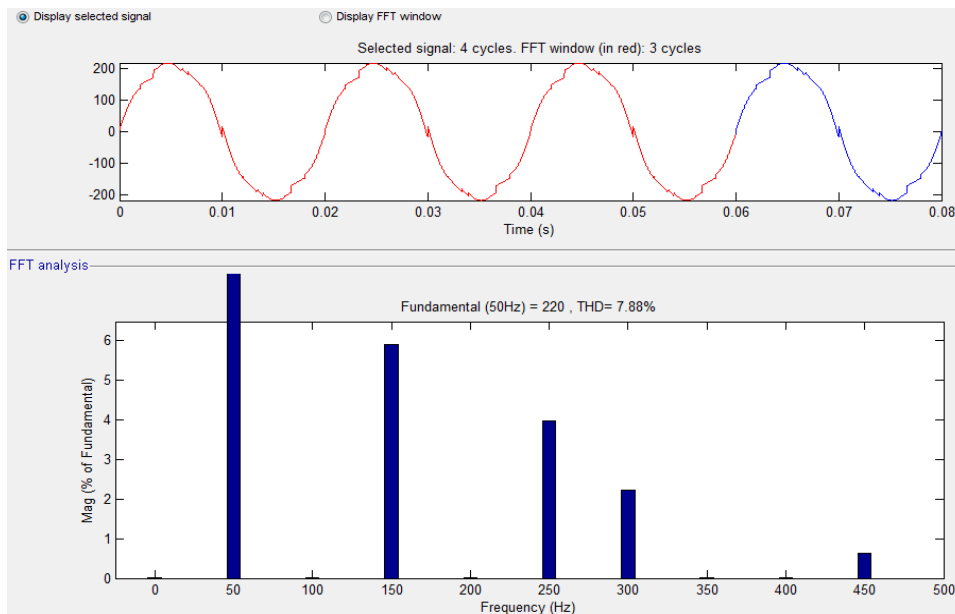 Display selected signal
Display FFT window
Selected signal: 4 cycles. FFT window (in red): 3 cycles
200
100
0
-100
-200
0 0.01 0.02 0.03 0.04 0.05 0.06 0.07 0.08
Time (s)
FFT analysis
Fundamental (50Hz) = 220 , THD= 7.88%
Mag (% of Fundamental)
6
5
4
3
2
1
0
0 50 100 150 200 250 300 350 400 450 500
Frequency (Hz)